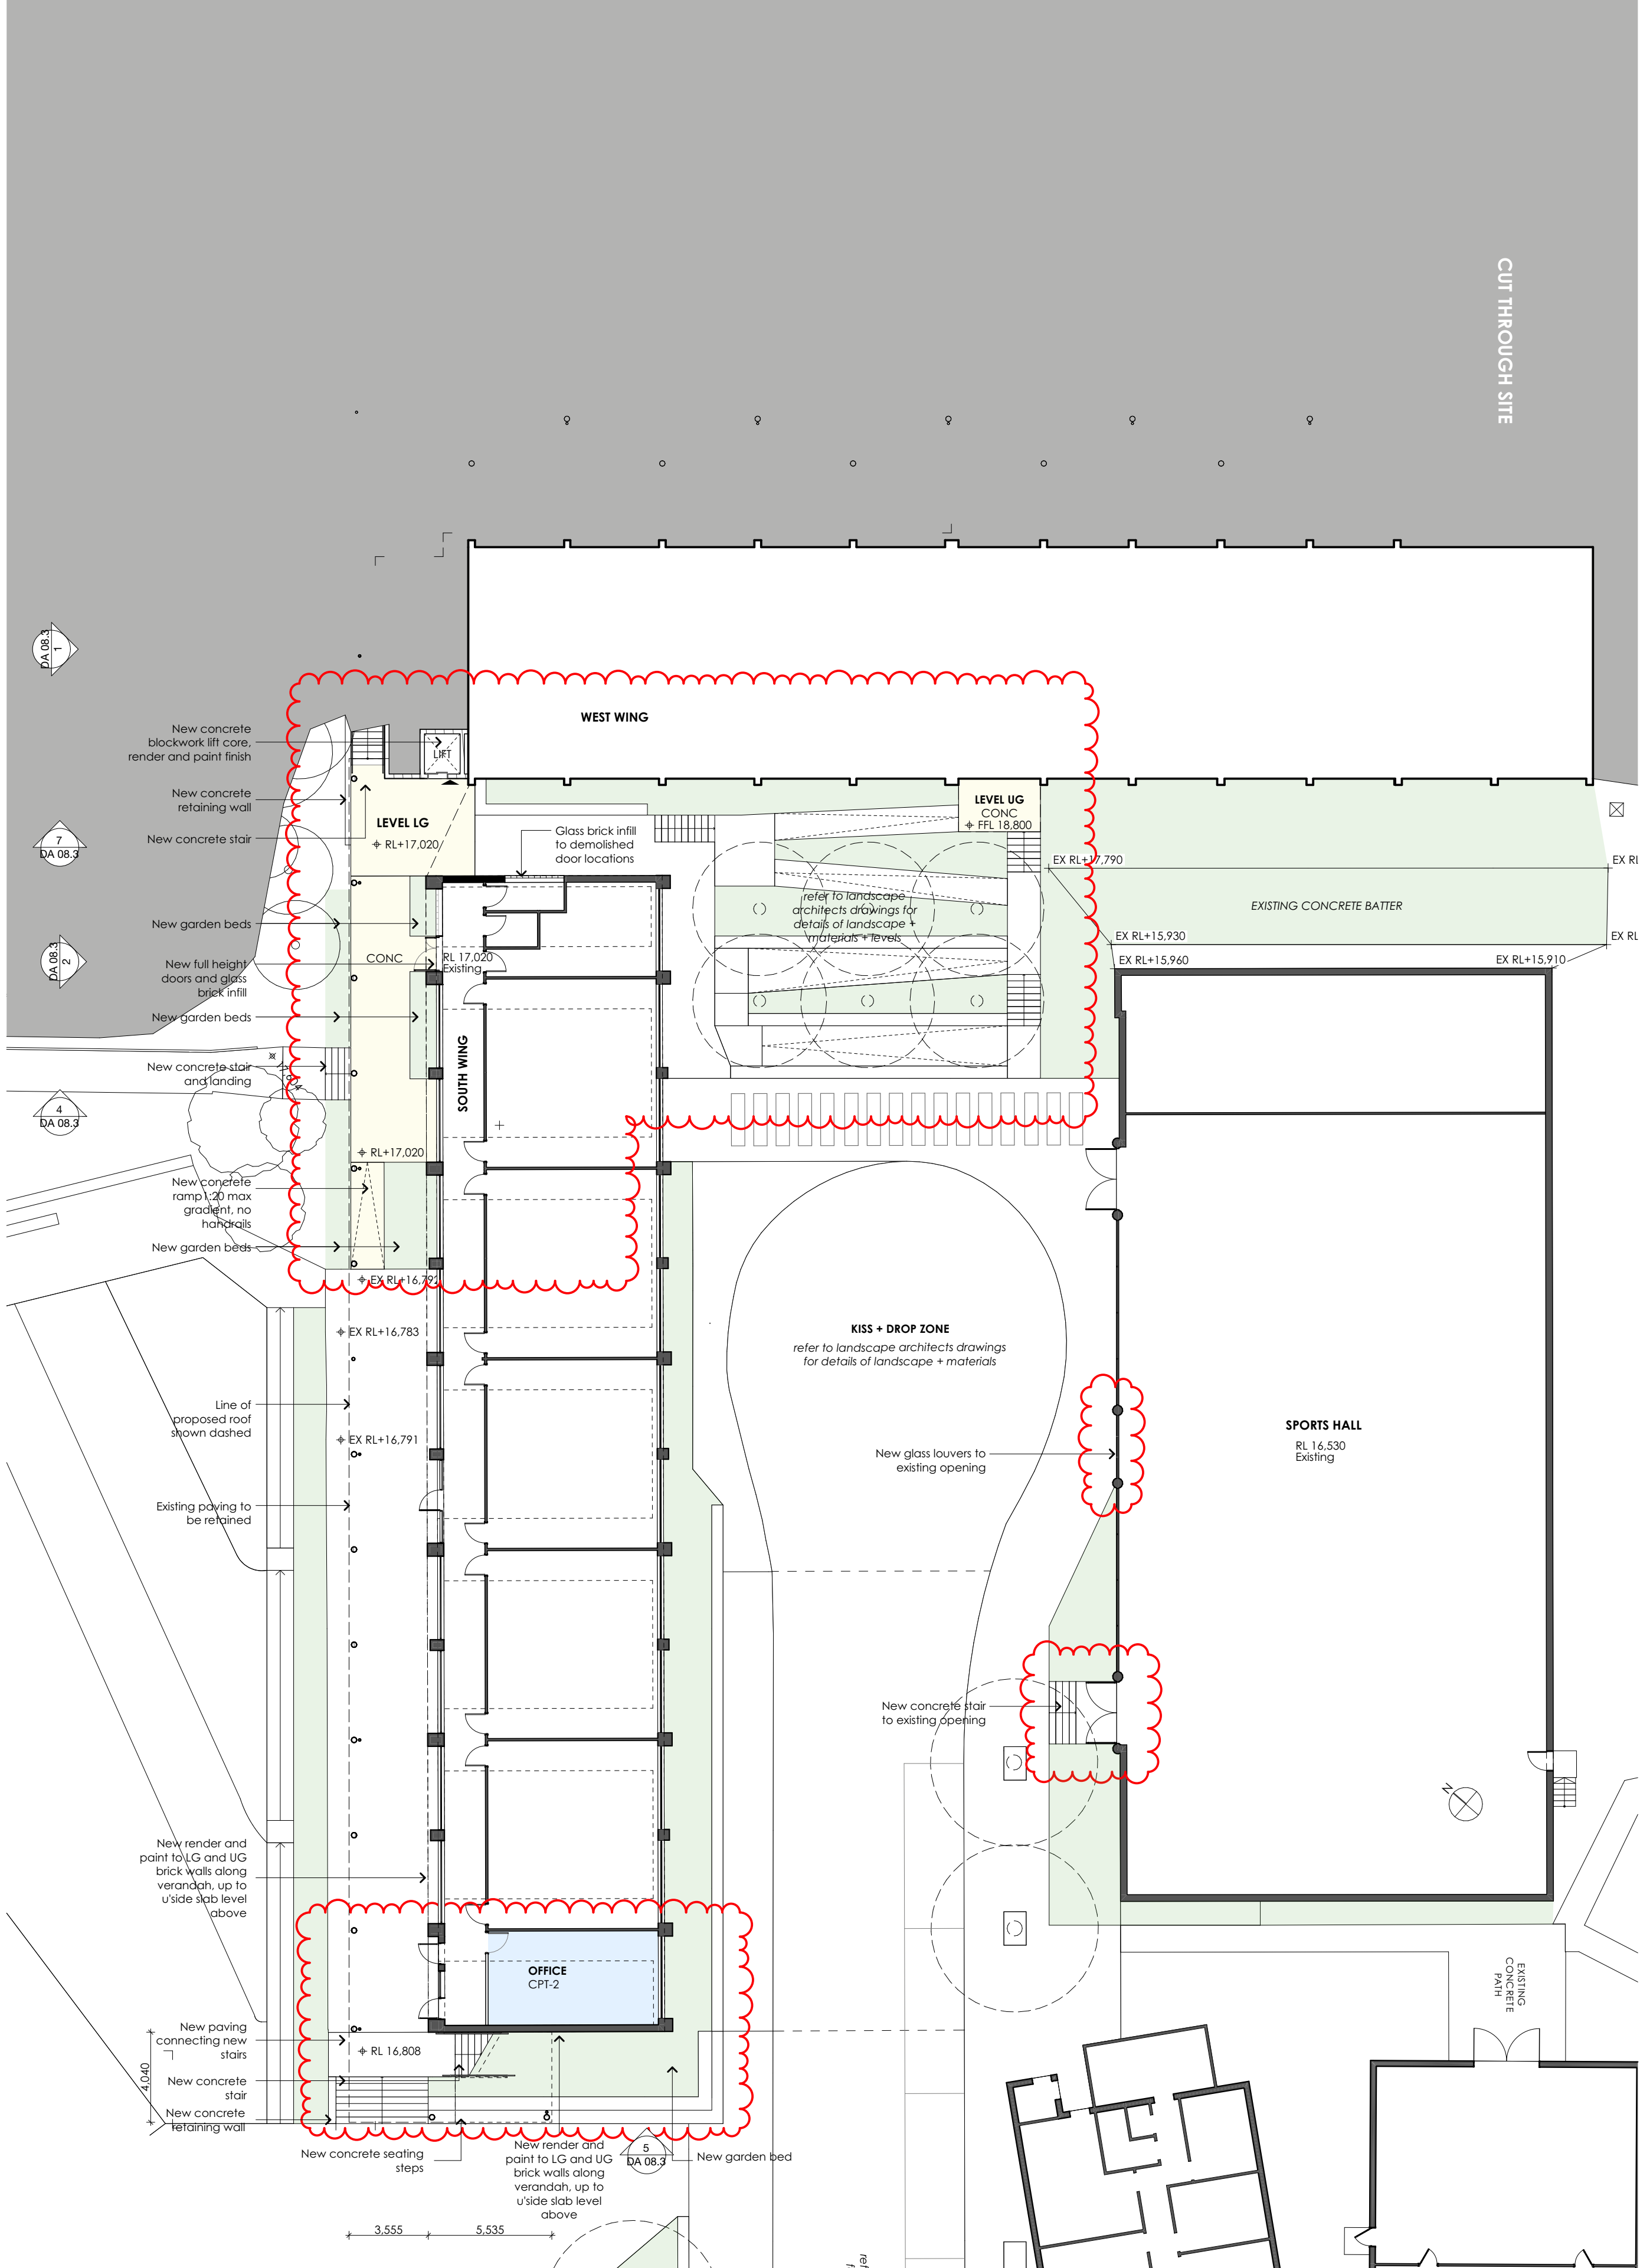 CUT THROUGH SITE
DA 08.3
1
WEST WING
New concrete
blockwork lift core,
render and paint finish
LIFT
New concrete
retaining wall
LEVEL LG
RL+17,020
New concrete stair
7
DA 08.3
Glass brick infill
to demolished
door locations
LEVEL UG
CONC
FFL 18,800
EX RL+17,790
EX RL
refer to landscape
architects drawings for
details of landscape +
materials + levels
EXISTING CONCRETE BATTER
New garden beds
EX RL+15,930
EX RL
EX RL+15,960
EX RL+15,910
DA 08.3
2
New full height
doors and glass
brick infill
CONC
RL 17,020
Existing
New garden beds
SOUTH WING
New concrete stair
and landing
4
DA 08.3
RL+17,020
New concrete
ramp1:20 max
gradient, no
handrails
New garden beds
EX RL+16,792
EX RL+16,783
KISS + DROP ZONE
refer to landscape architects drawings
for details of landscape + materials
Line of
proposed roof
shown dashed
EX RL+16,791
SPORTS HALL
RL 16,530
Existing
New glass louvers to
existing opening
Existing paving to
be retained
New concrete stair
to existing opening
N
New render and
paint to LG and UG
brick walls along
verandah, up to
u'side slab level
above
OFFICE
CPT-2
EXISTING
CONCRETE
PATH
New paving
connecting new
stairs
RL 16,808
4,040
New concrete
stair
New concrete
retaining wall
New concrete seating
steps
New render and
paint to LG and UG
brick walls along
verandah, up to
u'side slab level
above
5
DA 08.3
New garden bed
3,555
5,535